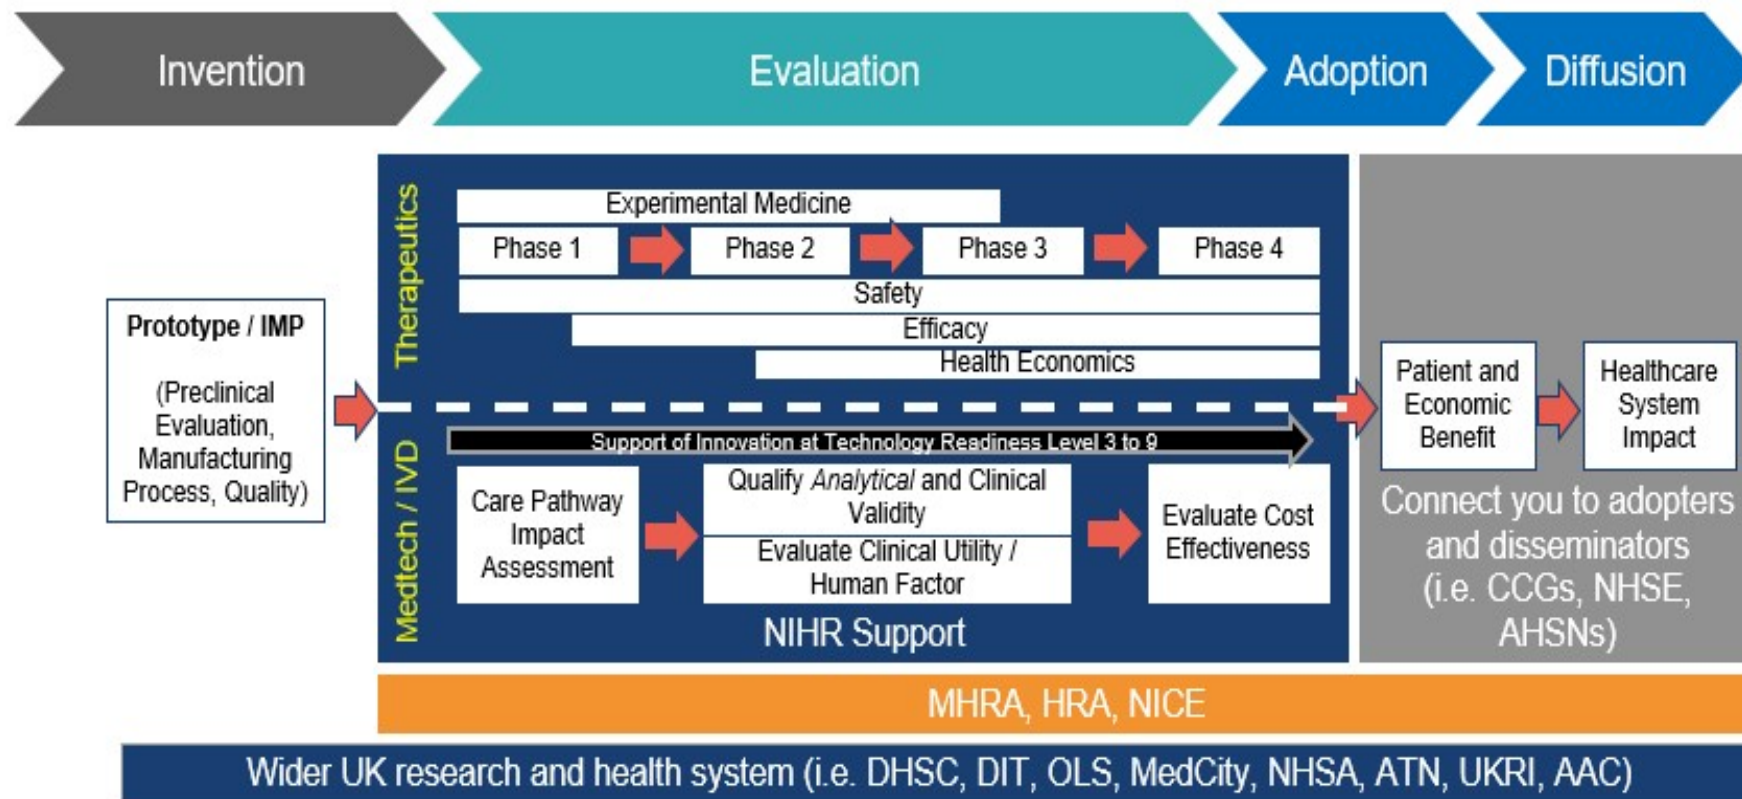 Invention
Evaluation
Adoption
Diffusion
Therapeutics
Experimental Medicine
Phase 1
Phase 2
Phase 3
Phase 4
Safety
Efficacy
Health Economics
Prototype / IMP
(Preclinical
Evaluation,
Manufacturing
Process, Quality)
Medtech / IVD
Support of Innovation at Technology Readiness Level 3 to 9
Care Pathway
Impact
Assessment
Qualify Analytical and Clinical
Validity
Evaluate Clinical Utility /
Human Factor
Evaluate Cost
Effectiveness
NIHR Support
Patient and
Economic
Benefit
Healthcare
System
Impact
Connect you to adopters
and disseminators
(i.e. CCGs, NHSE,
AHSNs)
MHRA, HRA, NICE
Wider UK research and health system (i.e. DHSC, DIT, OLS, MedCity, NHSA, ATN, UKRI, AAC)